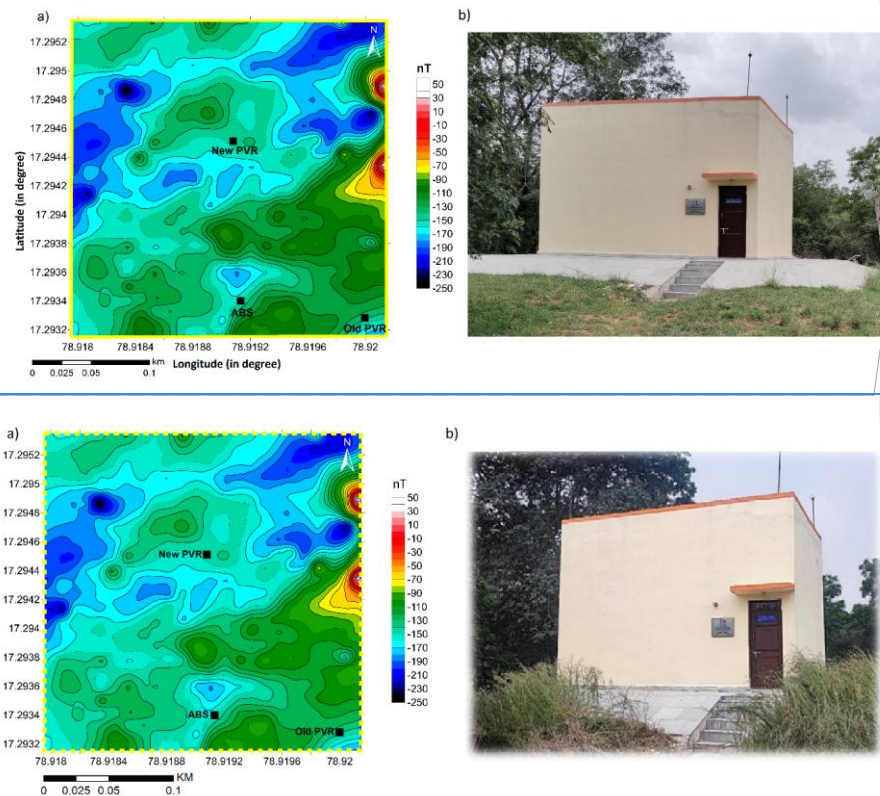 a)
b)
N
nT
50
30
10
-10
-30
-50
-70
-90
-110
-130
-150
-170
-190
-210
-230
-250
17.2952
17.295
17.2948
17.2946
17.2944
17.2942
17.294
17.2938
17.2936
17.2934
17.2932
Latitude (in degree)
New PVR
ABS
Old PVR
78.918 78.9184 78.9188 78.9192 78.9196 78.92
km
Longitude (in degree)
0 0.025 0.05 0.1
a)
b)
N
nT
50
30
10
-10
-30
-50
-70
-90
-110
-130
-150
-170
-190
-210
-230
-250
17.2952
17.295
17.2948
17.2946
17.2944
17.2942
17.294
17.2938
17.2936
17.2934
17.2932
New PVR
ABS
Old PVR
78.918 78.9184 78.9188 78.9192 78.9196 78.92
KM
0 0.025 0.05 0.1